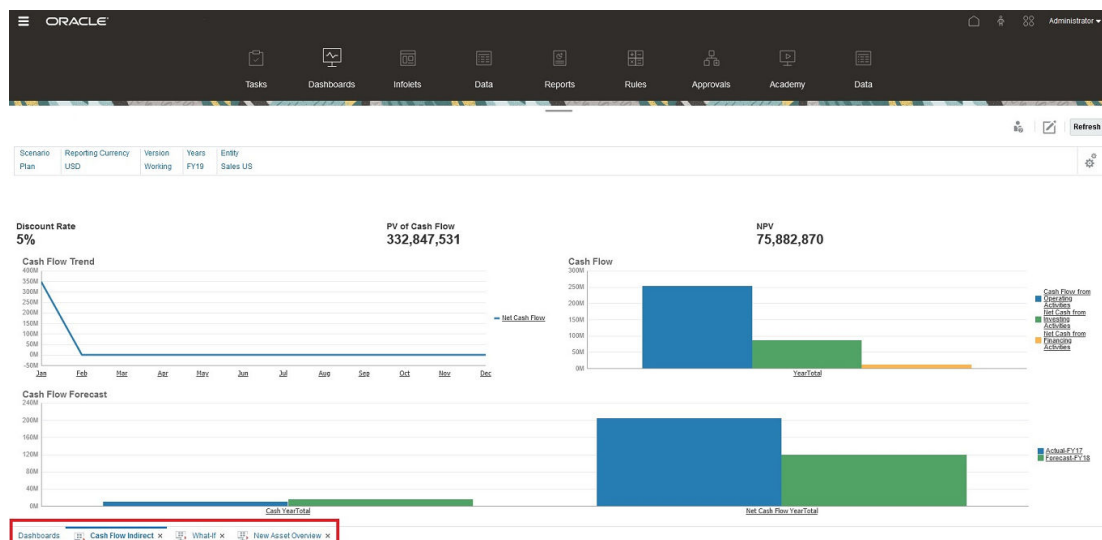 ORACLE
Administrator
Tasks Dashboards Infolets Data Reports Rules Approvals Academy Data
Refresh
Scenario Reporting Currency Version Years Entity
Plan USD Working FY19 Sales US
Discount Rate PV of Cash Flow NPV
5% 332,847,531 75,882,870
Cash Flow Trend
400M
350M
300M
250M
200M
150M
100M
50M
0M
-50M
Jan Feb Mar Apr May Jun Jul Aug Sep Oct Nov Dec
Net Cash Flow
Cash Flow
300M
250M
200M
150M
100M
50M
0M
YearTotal
Cash Flow from
Operating
Activities
Net Cash from
Investing
Activities
Net Cash from
Financing
Activities
Cash Flow Forecast
240M
200M
160M
120M
80M
40M
0M
Cash YearTotal Net Cash Flow YearTotal
Actual-FY17
Forecast-FY18
Dashboards Cash Flow Indirect × What-If × New Asset Overview ×